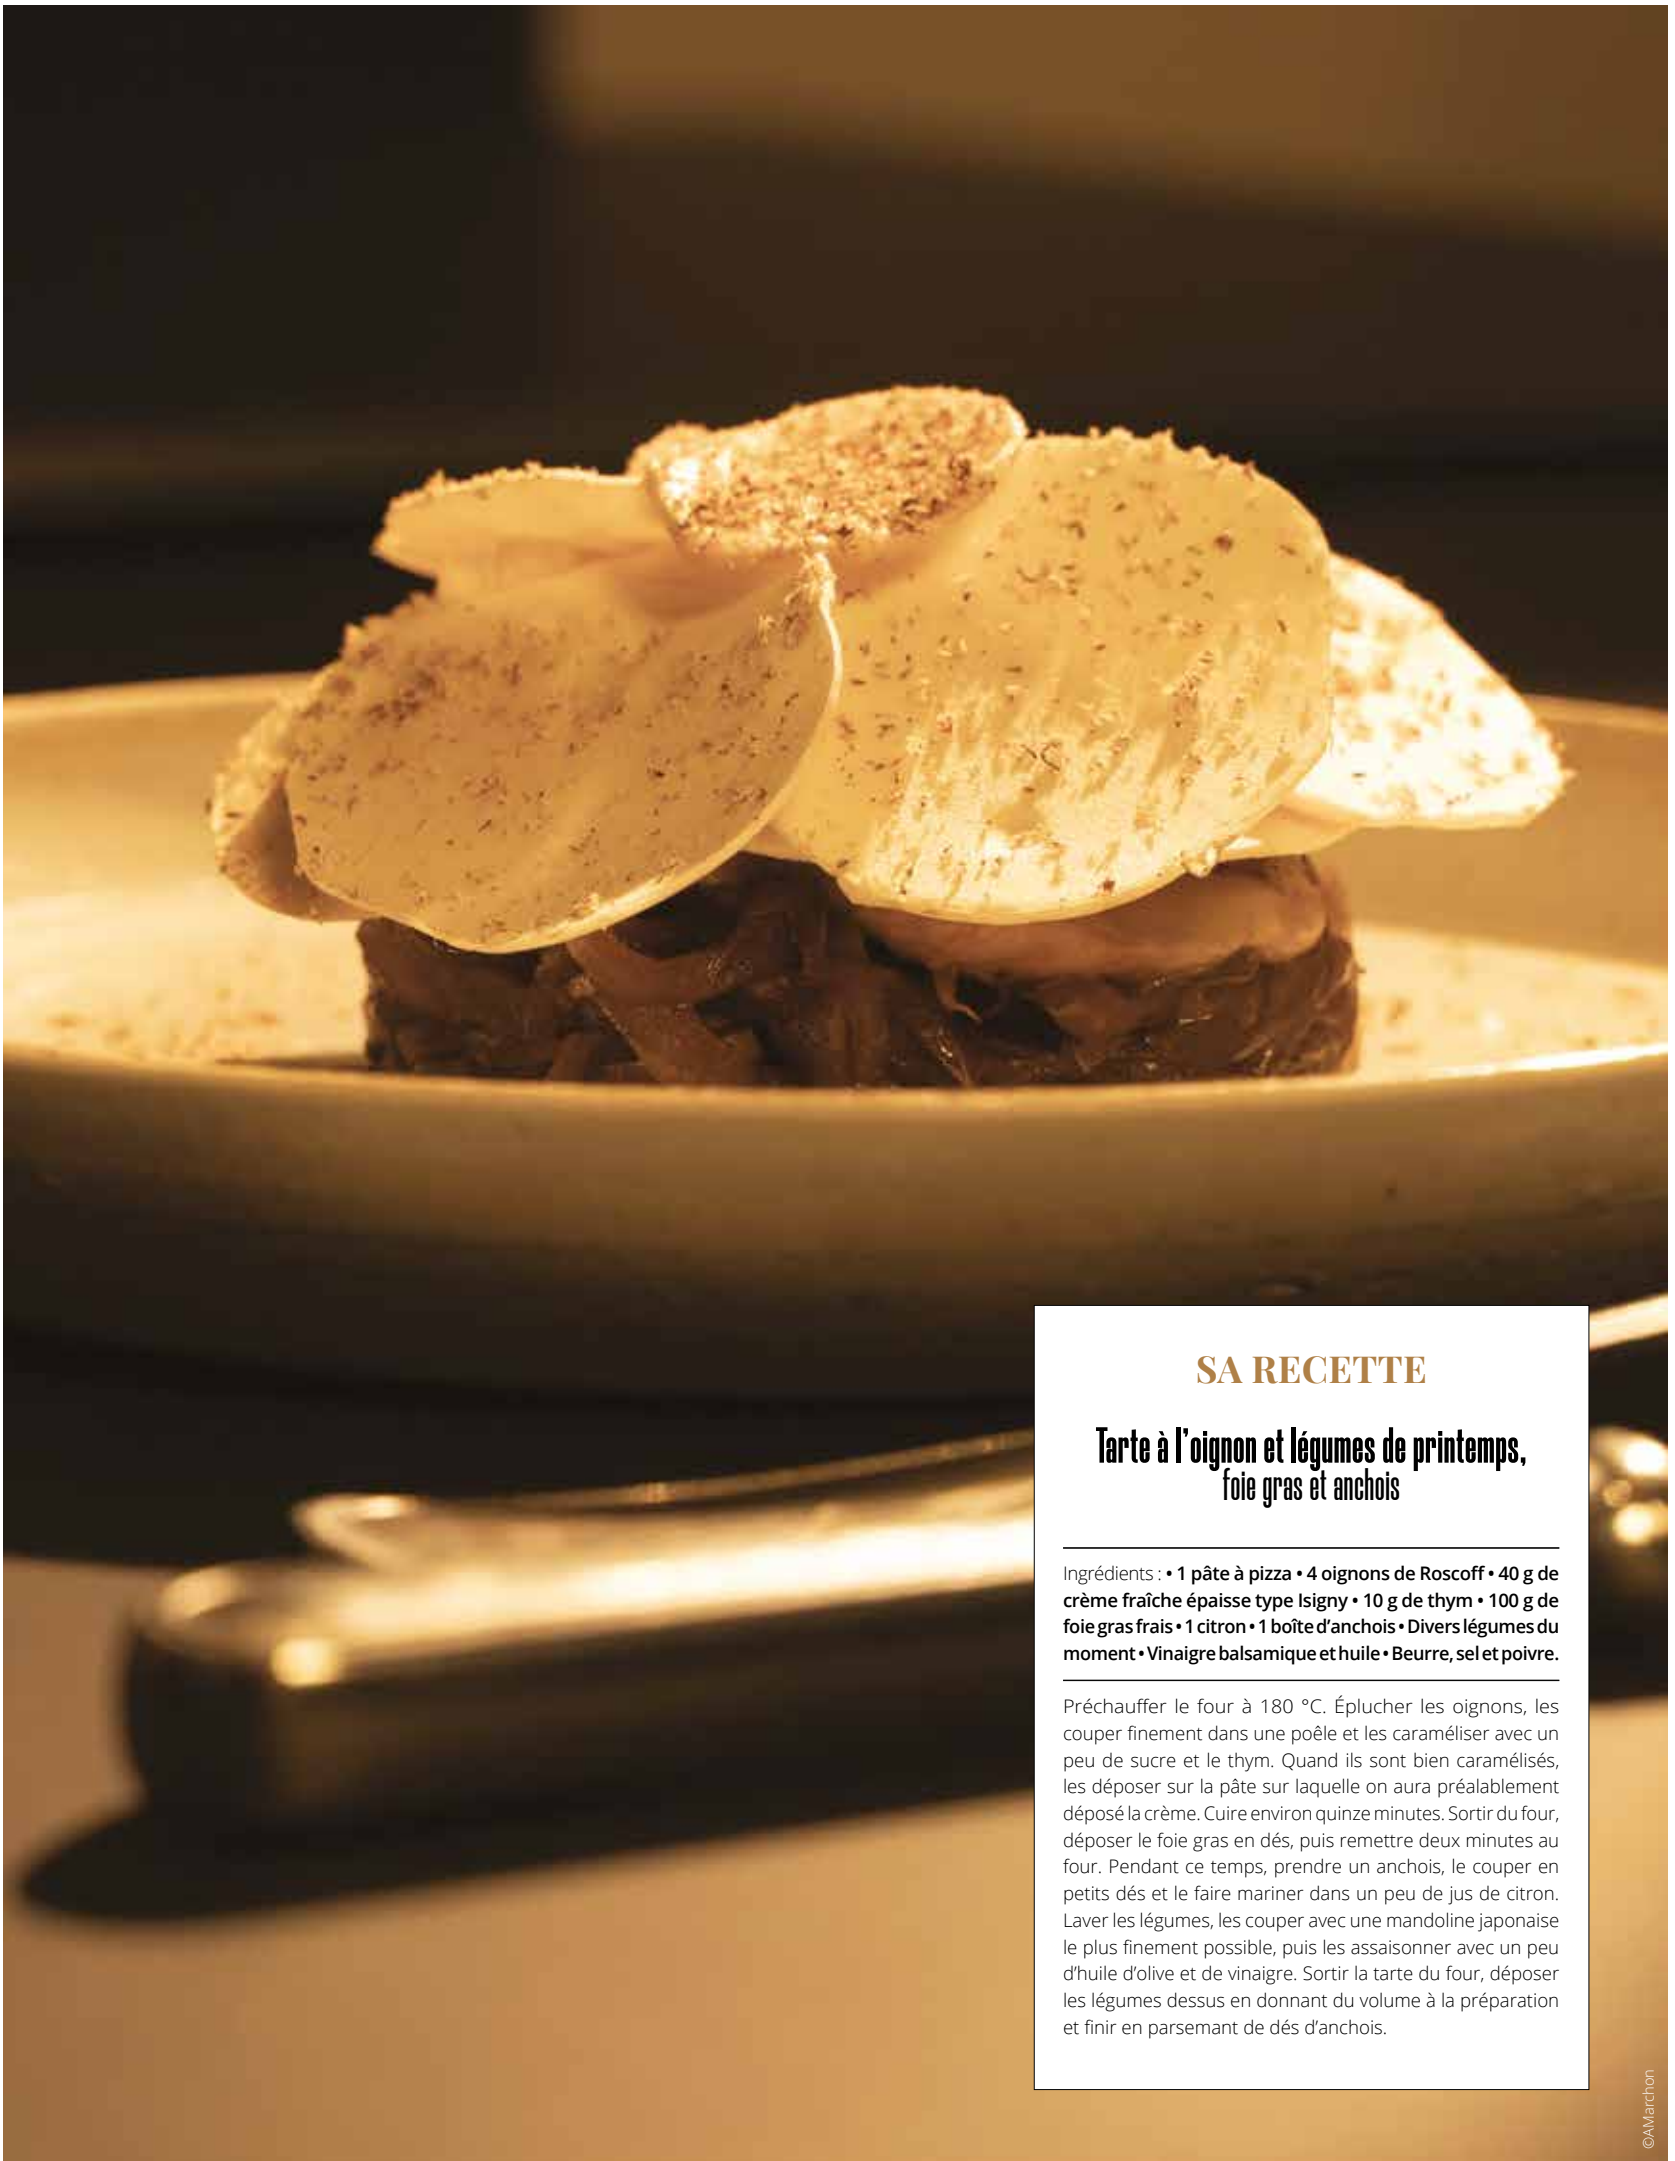 SA RECETTE
Tarte à l'oignon et légumes de printemps,
foie gras et anchois
Ingrédients : • 1 pâte à pizza • 4 oignons de Roscoff • 40 g de
crème fraîche épaisse type Isigny • 10 g de thym • 100 g de
foie gras frais • 1 citron • 1 boîte d'anchois • Divers légumes du
moment • Vinaigre balsamique et huile • Beurre, sel et poivre.
Préchauffer le four à 180 °C. Éplucher les oignons, les
couper finement dans une poêle et les caraméliser avec un
peu de sucre et le thym. Quand ils sont bien caramélisés,
les déposer sur la pâte sur laquelle on aura préalablement
déposé la crème. Cuire environ quinze minutes. Sortir du four,
déposer le foie gras en dés, puis remettre deux minutes au
four. Pendant ce temps, prendre un anchois, le couper en
petits dés et le faire mariner dans un peu de jus de citron.
Laver les légumes, les couper avec une mandoline japonaise
le plus finement possible, puis les assaisonner avec un peu
d'huile d'olive et de vinaigre. Sortir la tarte du four, déposer
les légumes dessus en donnant du volume à la préparation
et finir en parsemant de dés d'anchois.
©AMarchon